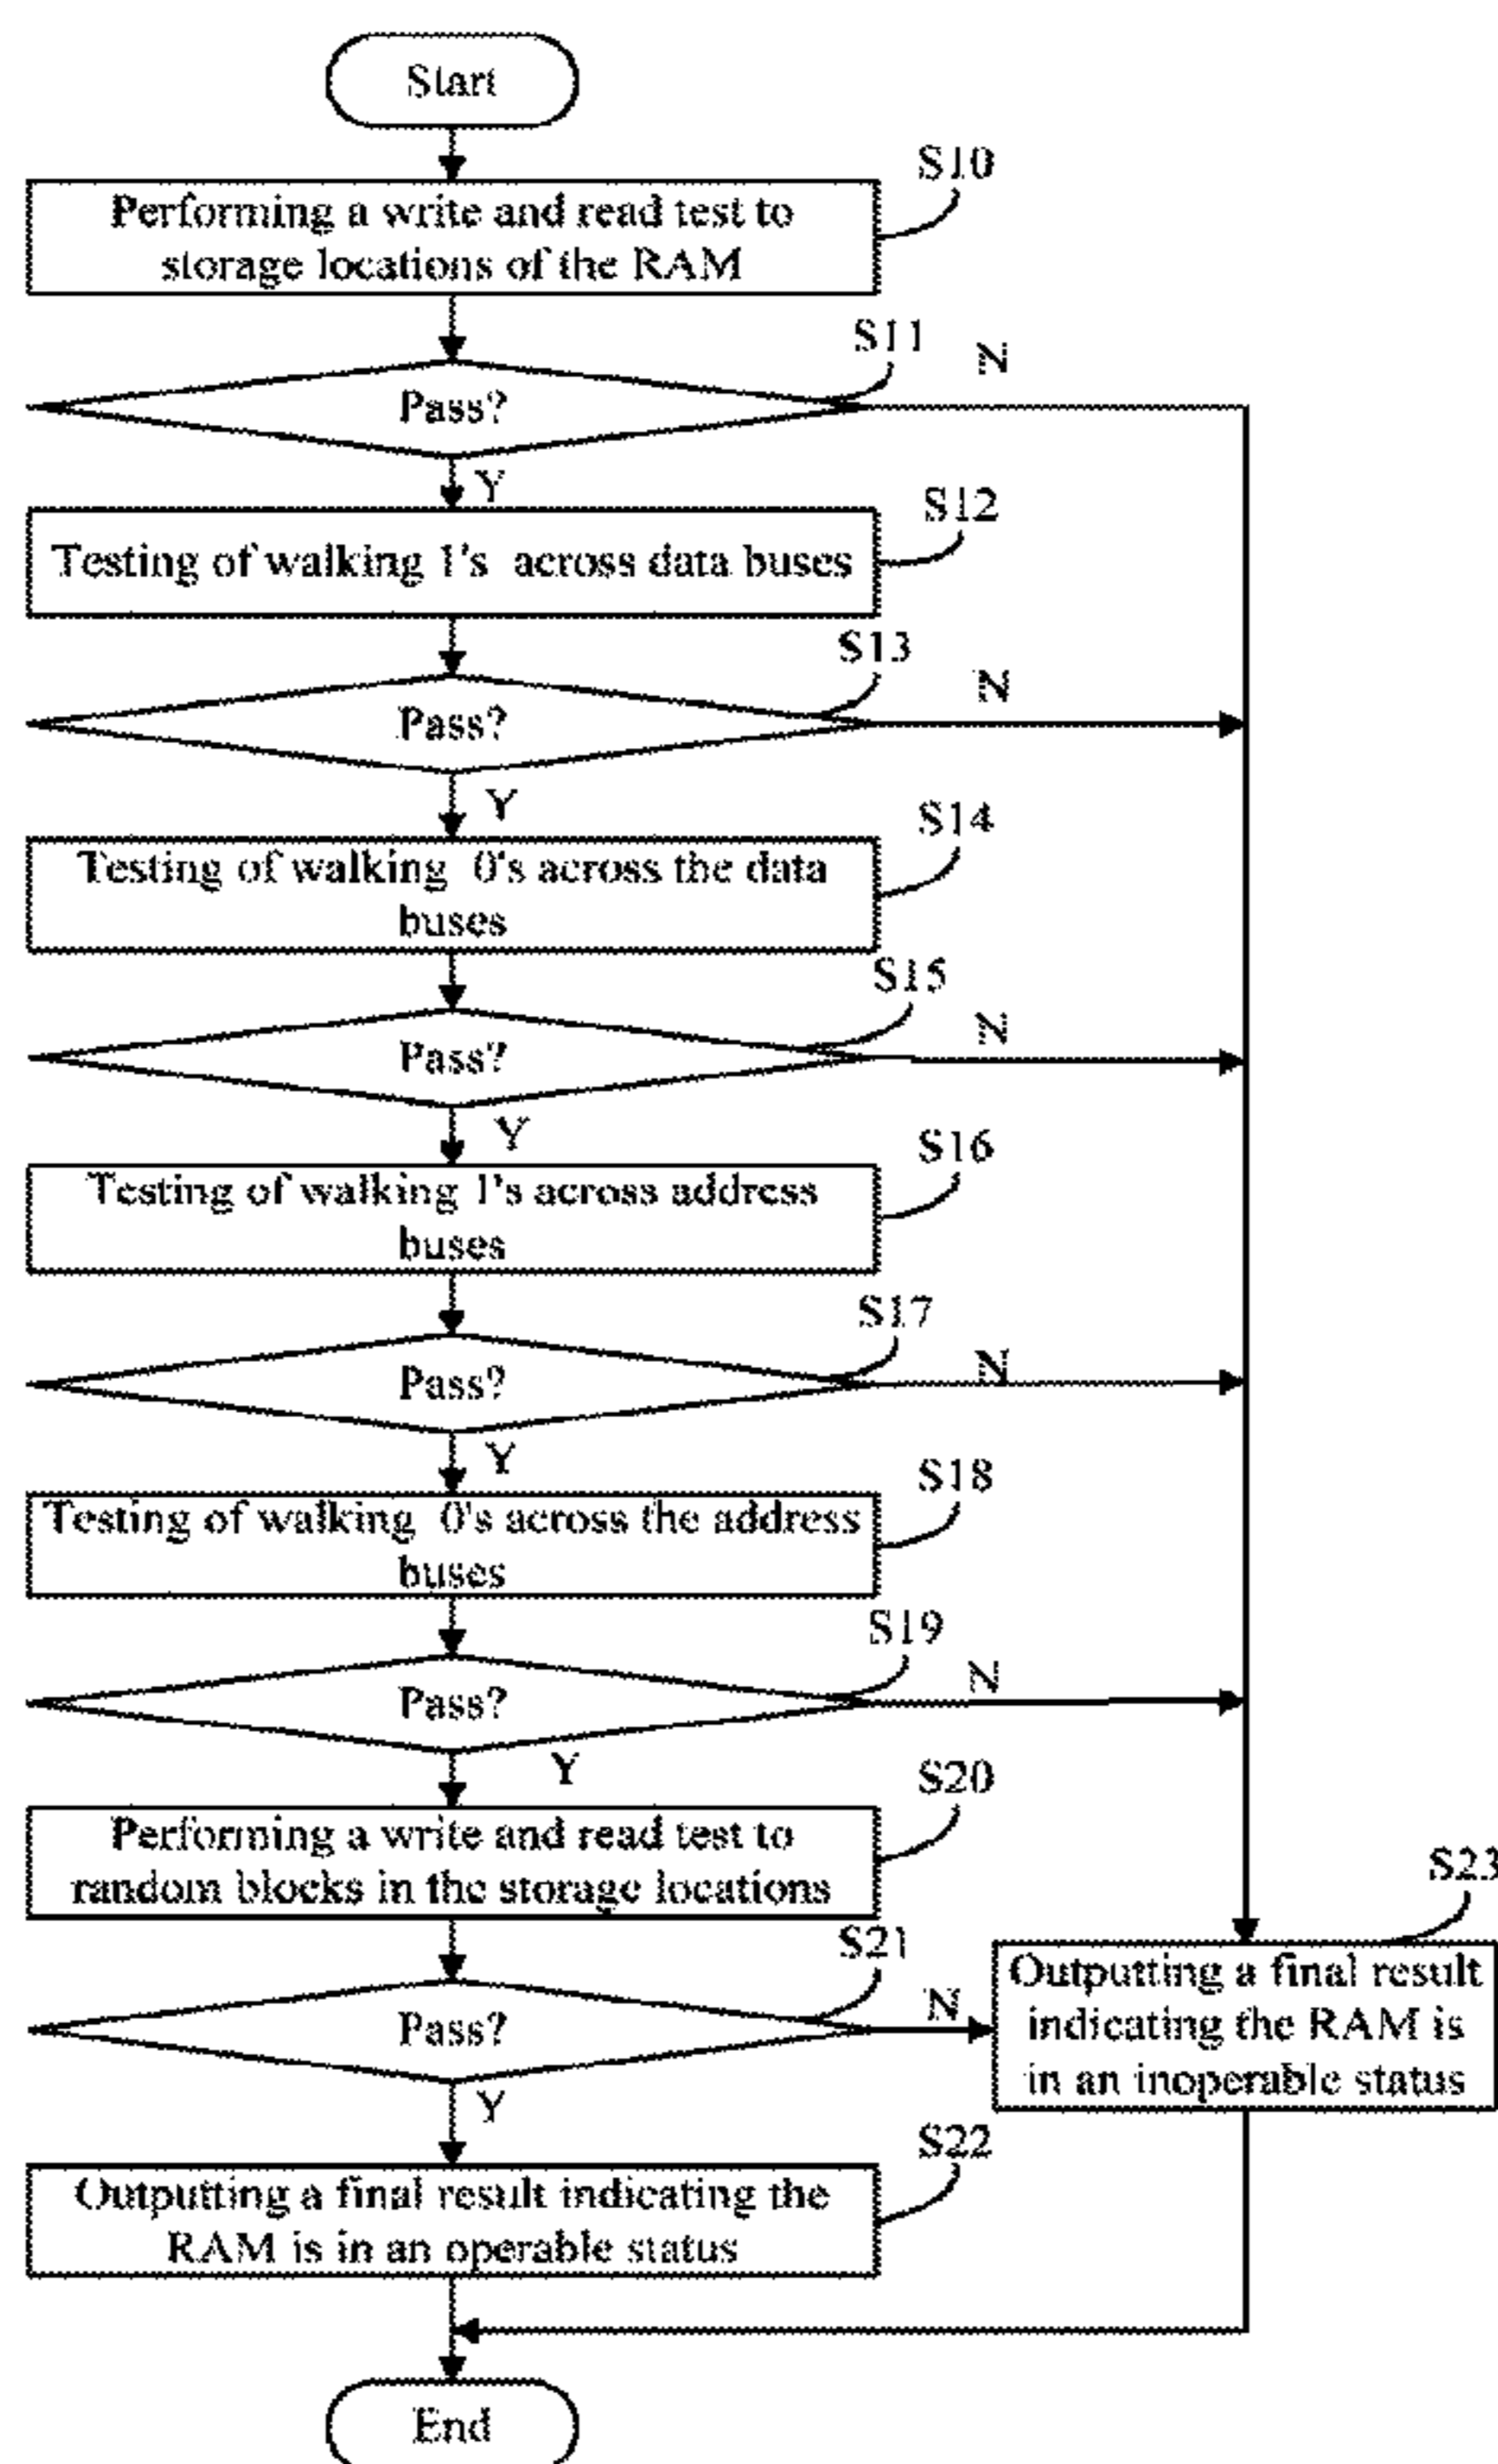 Start
S10
Performing a write and read test to
storage locations of the RAM
S11
N
Pass?
Y
S12
Testing of walking 1's across data buses
S13
N
Pass?
Y
S14
Testing of walking 0's across the data
buses
S15
N
Pass?
Y
S16
Testing of walking 1's across address
buses
S17
N
Pass?
Y
S18
Testing of walking 0's across the address
buses
S19
N
Pass?
Y
S20
Performing a write and read test to
random blocks in the storage locations
S23
S21
N
Outputting a final result
indicating the RAM is
in an inoperable status
Pass?
Y
S22
Outputting a final result indicating the
RAM is in an operable status
End